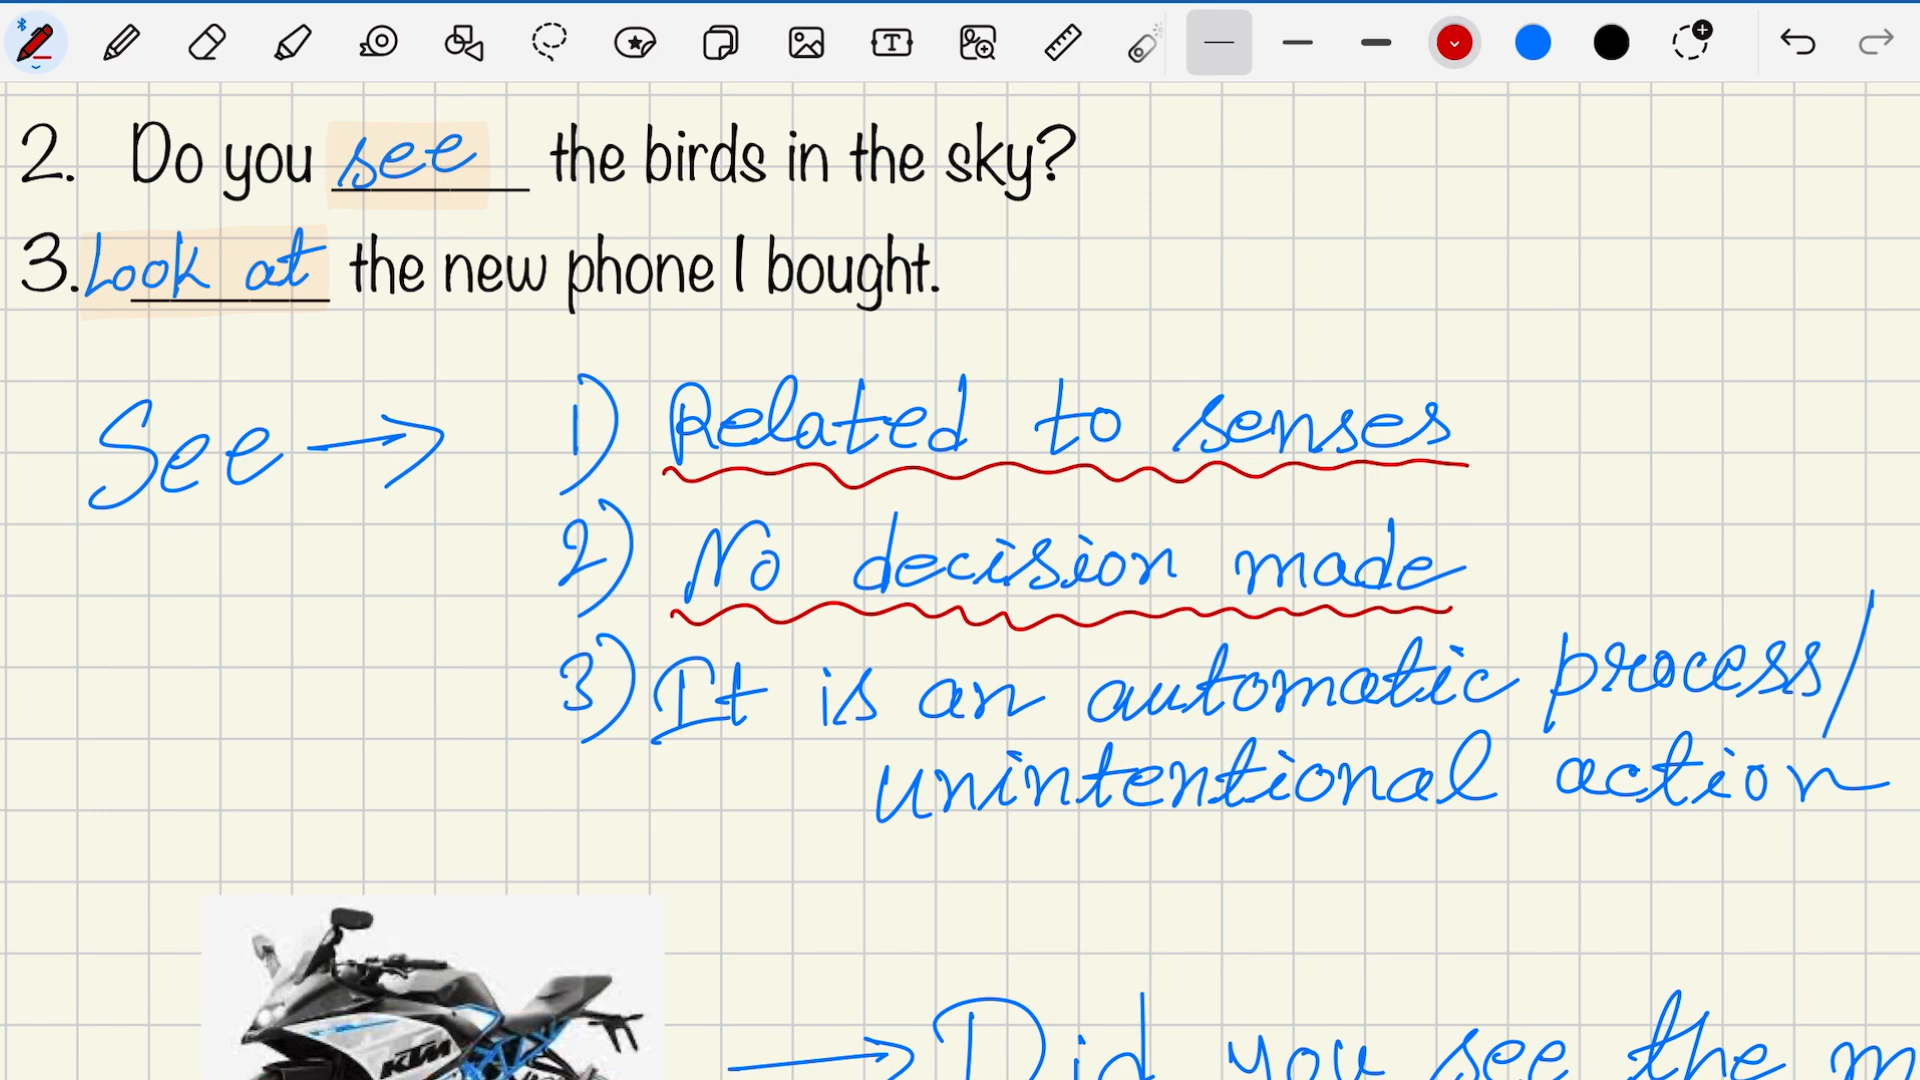 2. Do you see the birds in the sky?
3. Look at the new phone I bought.
See → 1) Related to senses
2) No decision made
3) It is an automatic process/
unintentional action
KTM
→ Did you see the m